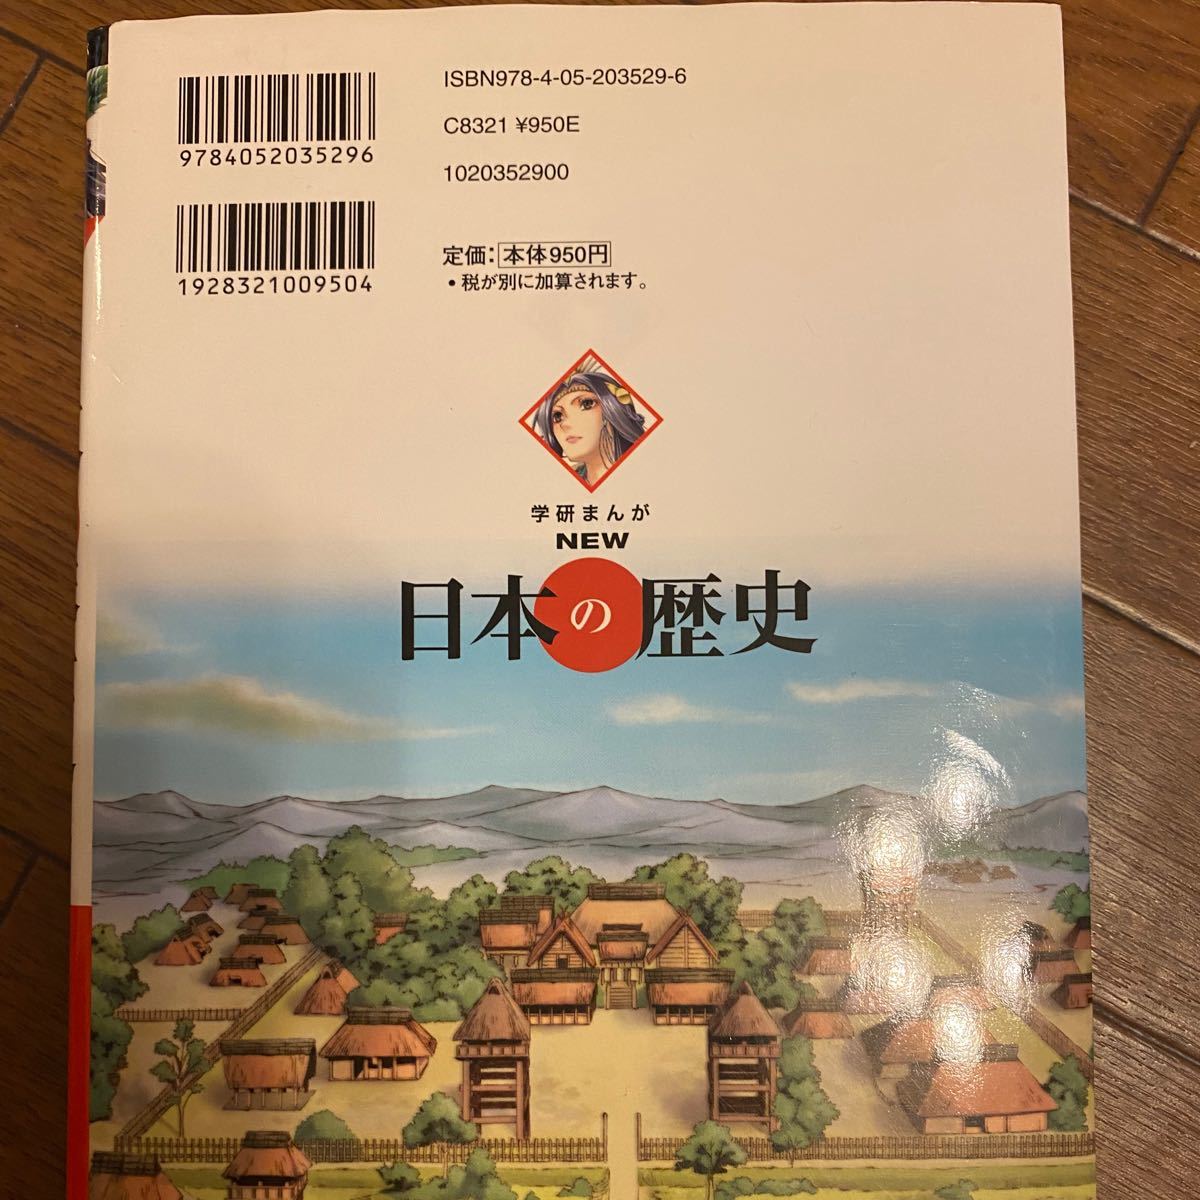 9784052035296
1928321009504
ISBN978-4-05-203529-6
C8321 ¥950E
1020352900
定価:本体950円
•税が別に加算されます。
学研まんが
NEW
日本の歴史